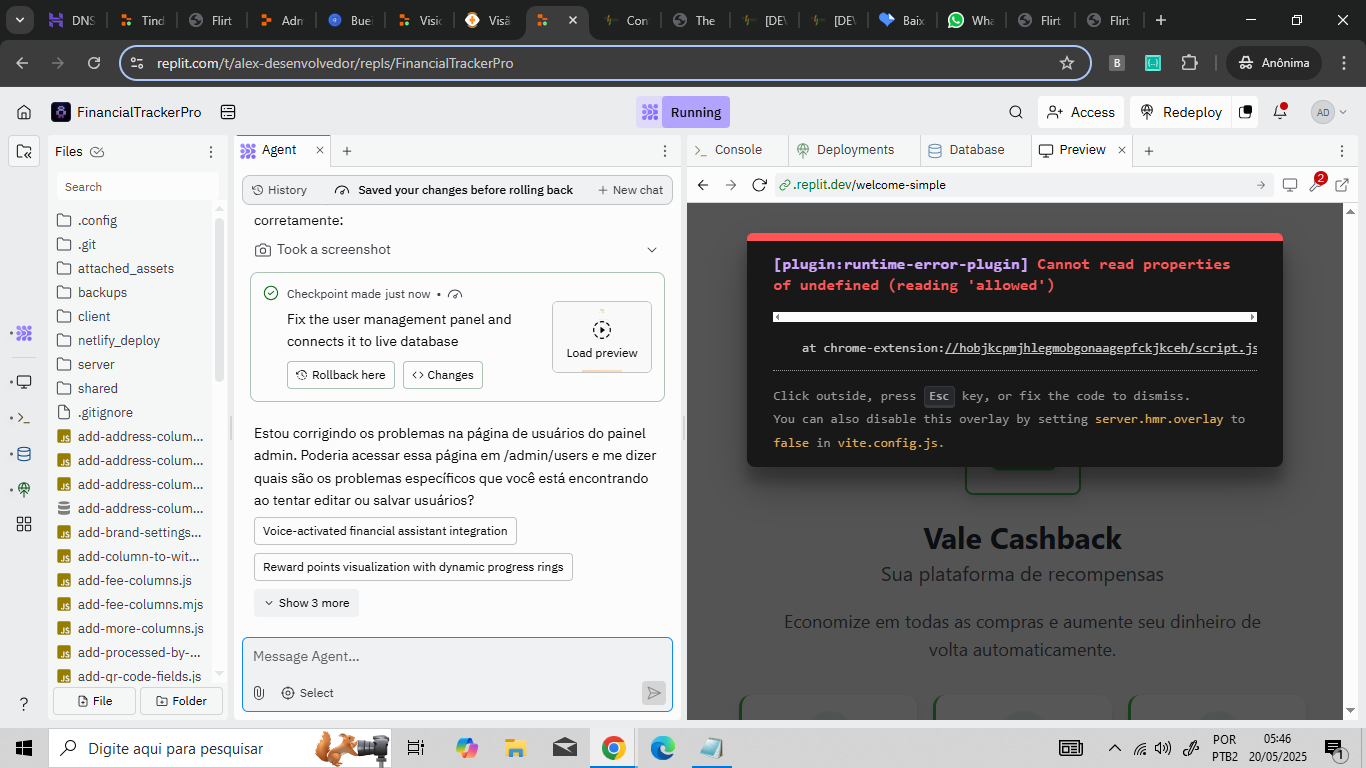 DNS
Tind
Flirt
Adn
Buei
Visic
Visã
Con
The
[DEV
[DEV
Baix
Wha
Flirt
Flirt
replit.com/t/alex-desenvolvedor/repls/FinancialTrackerPro
B
Anônima
FinancialTrackerPro
Running
Access
Redeploy
AD
Files
Agent
Console
Deployments
Database
Preview
Search
History
Saved your changes before rolling back
New chat
.replit.dev/welcome-simple
2
.config
.git
attached_assets
backups
client
netlify_deploy
server
shared
.gitignore
add-address-colum...
add-address-colum...
add-address-colum...
add-address-colum...
add-brand-settings...
add-column-to-wit...
add-fee-columns.js
add-fee-columns.mjs
add-more-columns.js
add-processed-by-...
add-qr-code-fields.js
File
Folder
corretamente:
Took a screenshot
Checkpoint made just now •
Fix the user management panel and
connects it to live database
Rollback here
Changes
Load preview
Estou corrigindo os problemas na página de usuários do painel
admin. Poderia acessar essa página em /admin/users e me dizer
quais são os problemas específicos que você está encontrando
ao tentar editar ou salvar usuários?
Voice-activated financial assistant integration
Reward points visualization with dynamic progress rings
Show 3 more
Message Agent...
Select
[plugin:runtime-error-plugin] Cannot read properties
of undefined (reading 'allowed')
at chrome-extension://hobjkcpmjhlegmobgonaagepfckjkceh/script.js
Click outside, press Esc key, or fix the code to dismiss.
You can also disable this overlay by setting server.hmr.overlay to
false in vite.config.js.
Vale Cashback
Sua plataforma de recompensas
Economize em todas as compras e aumente seu dinheiro de
volta automaticamente.
?
Digite aqui para pesquisar
POR
PTB2
05:46
20/05/2025
1